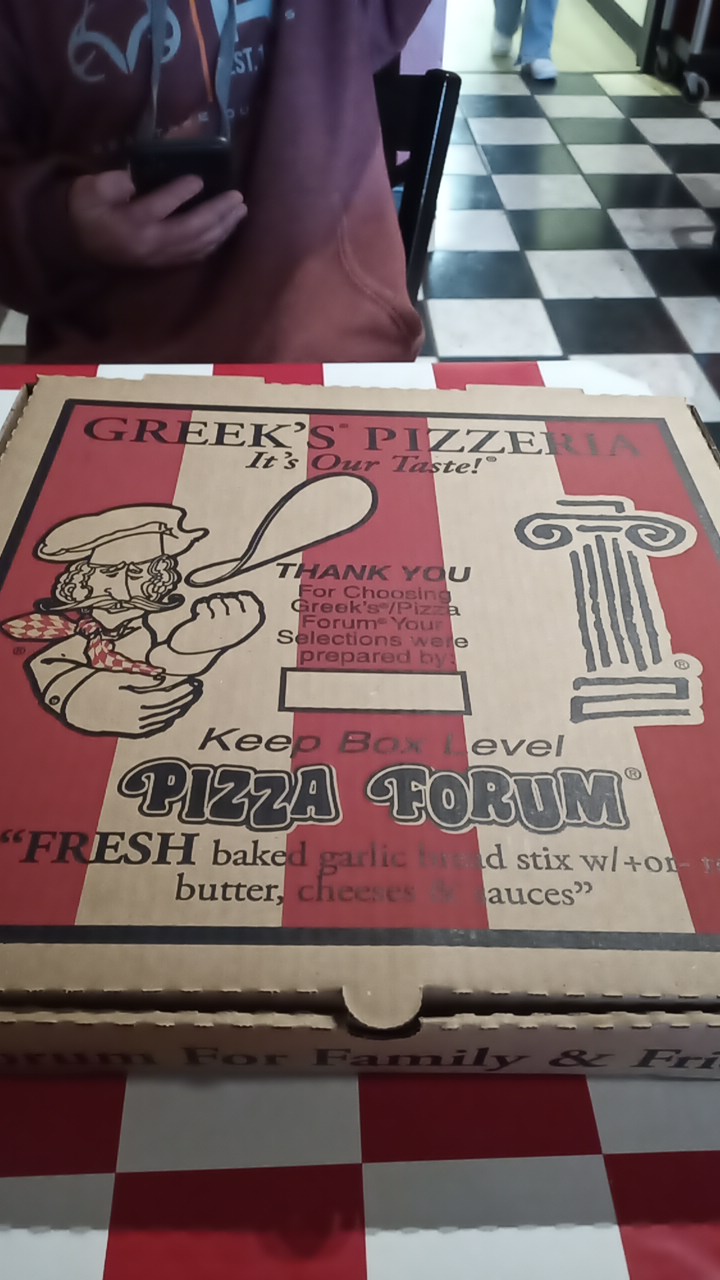 EST.
GREEK'S® PIZZERIA
It's Our Taste!®
THANK YOU
For Choosing
Greek's®/Pizza
Forum® Your
Selections were
prepared by:
®
®
Keep Box Level
PIZZA FORUM®
“FRESH baked garlic bread stix w/+or-
butter, cheeses & sauces”
For Family &